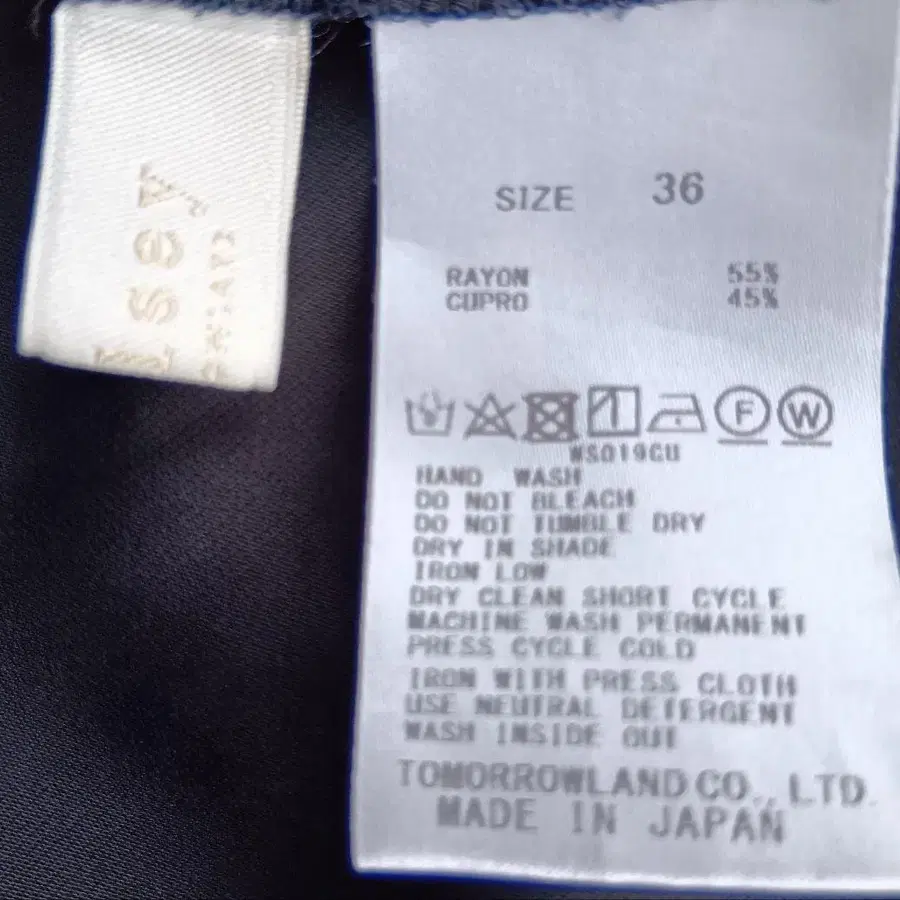 SIZE 36
RAYON 55%
CUPRO 45%
F W
WS019CU
HAND WASH
DO NOT BLEACH
DO NOT TUMBLE DRY
DRY IN SHADE
IRON LOW
DRY CLEAN SHORT CYCLE
MACHINE WASH PERMANENT
PRESS CYCLE COLD
IRON WITH PRESS CLOTH
USE NEUTRAL DETERGENT
WASH INSIDE OUT
TOMORROWLAND CO., LTD.
MADE IN JAPAN